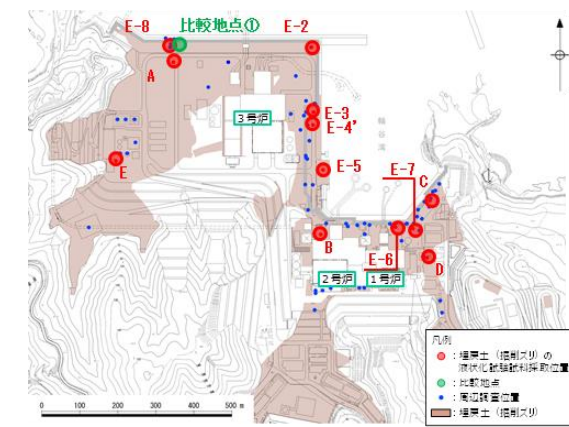 E-8
比較地点①
E-2
A
3号炉
E-3
E-4'
輪谷湾
E
E-5
E-7
C
B
E-6
D
2号炉
1号炉
凡例
：埋戻土（掘削ズリ）の
液状化試験試料採取位置
：比較地点
：周辺調査位置
：埋戻土（掘削ズリ）
0 100 200 300 400 500 m